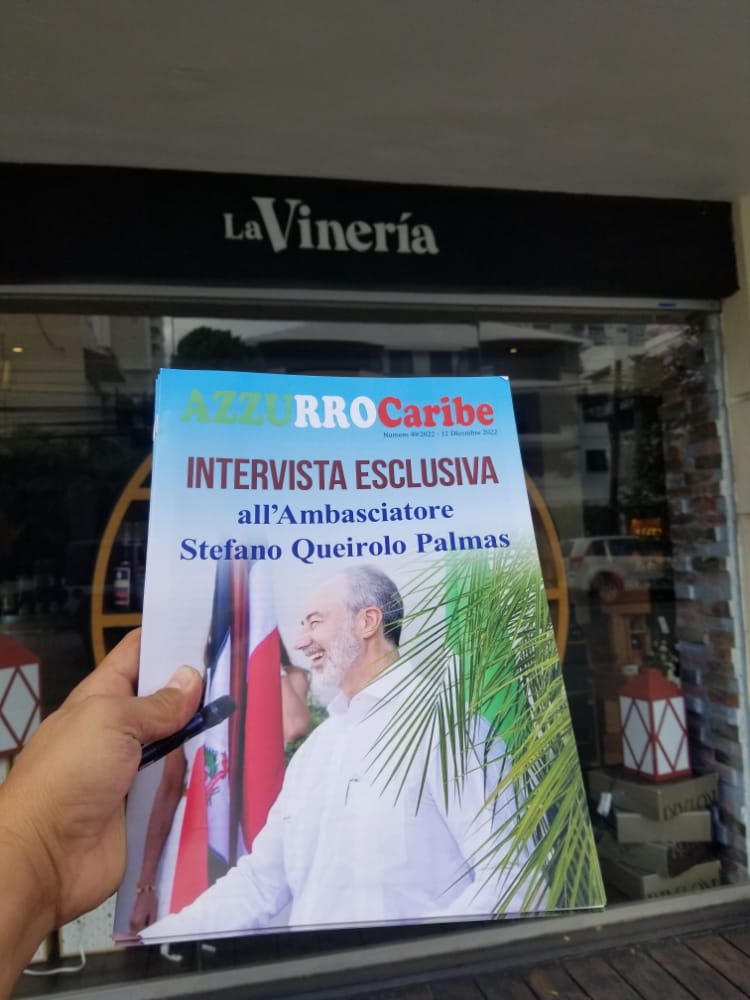 La Vinería
AZZURROCaribe
Numero 40/2022 - 12 Dicembre 2022
INTERVISTA ESCLUSIVA
all'Ambasciatore
Stefano Queirolo Palmas